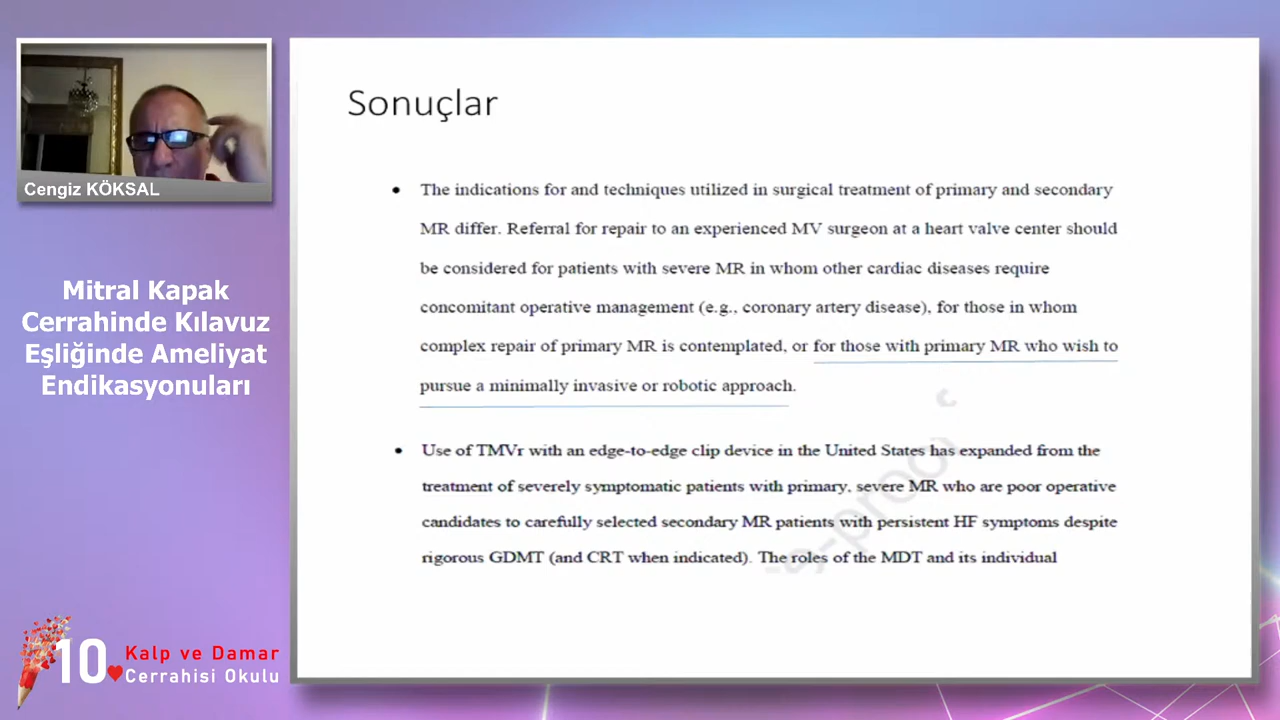 Cengiz KÖKSAL
Mitral Kapak
Cerrahinde Kılavuz
Eşliğinde Ameliyat
Endikasyonuları
10.
Kalp ve Damar
Cerrahisi Okulu
Sonuçlar
• The indications for and techniques utilized in surgical treatment of primary and secondary
MR differ. Referral for repair to an experienced MV surgeon at a heart valve center should
be considered for patients with severe MR in whom other cardiac diseases require
concomitant operative management (e.g., coronary artery disease), for those in whom
complex repair of primary MR is contemplated, or for those with primary MR who wish to
pursue a minimally invasive or robotic approach.
• Use of TMVr with an edge-to-edge clip device in the United States has expanded from the
treatment of severely symptomatic patients with primary, severe MR who are poor operative
candidates to carefully selected secondary MR patients with persistent HF symptoms despite
rigorous GDMT (and CRT when indicated). The roles of the MDT and its individual